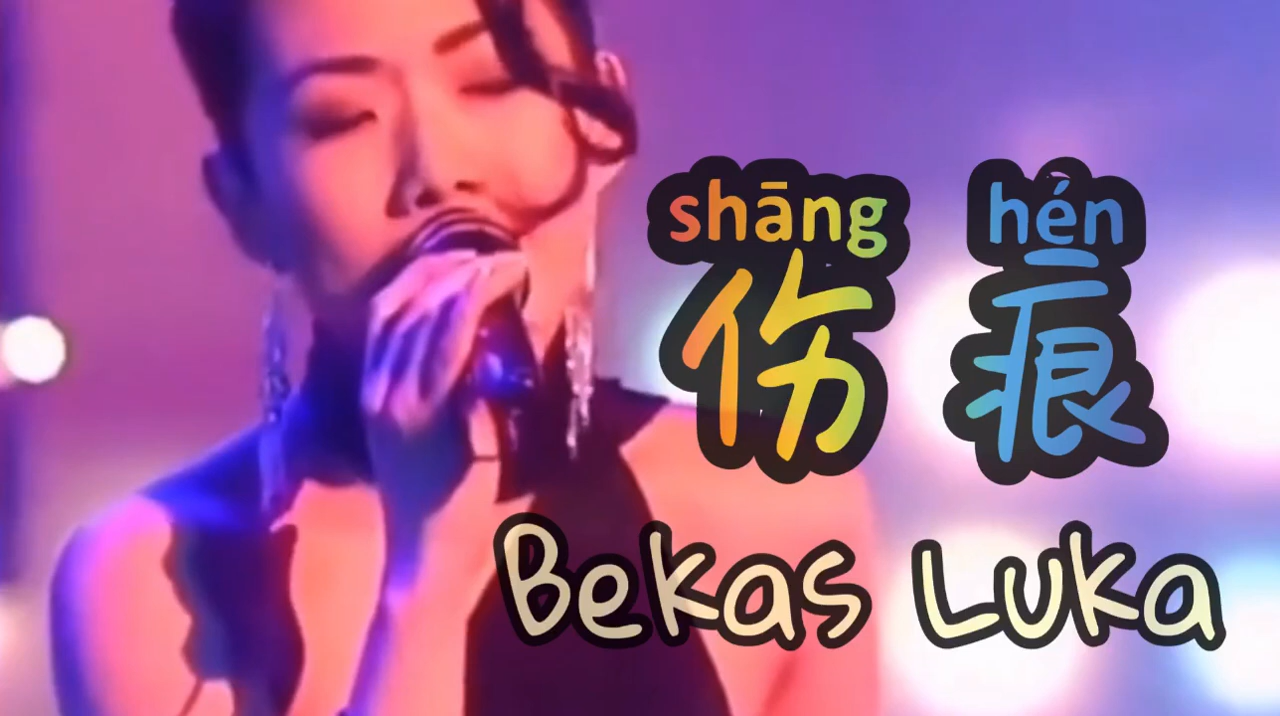 shāng hén
伤痕
Bekas Luka